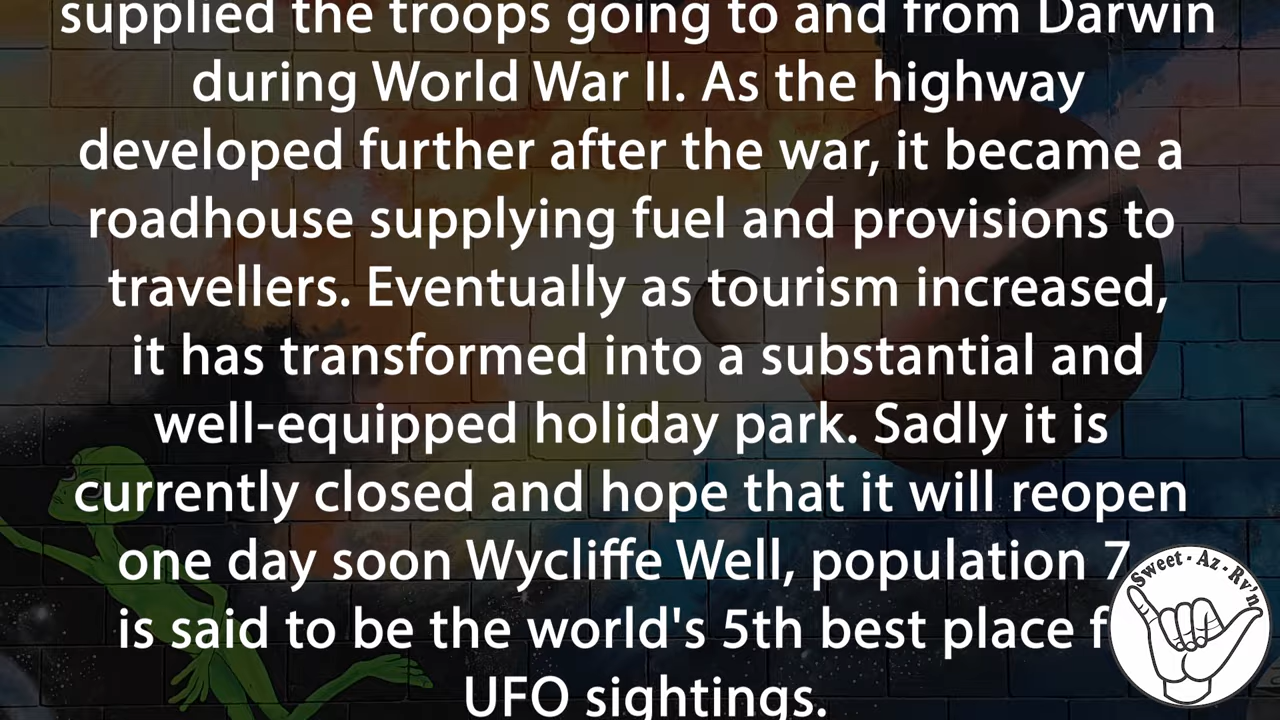 supplied the troops going to and from Darwin
during World War II. As the highway
developed further after the war, it became a
roadhouse supplying fuel and provisions to
travellers. Eventually as tourism increased,
it has transformed into a substantial and
well-equipped holiday park. Sadly it is
currently closed and hope that it will reopen
one day soon Wycliffe Well, population 7,
is said to be the world's 5th best place
UFO sightings.
Sweet · Az · Rv'n